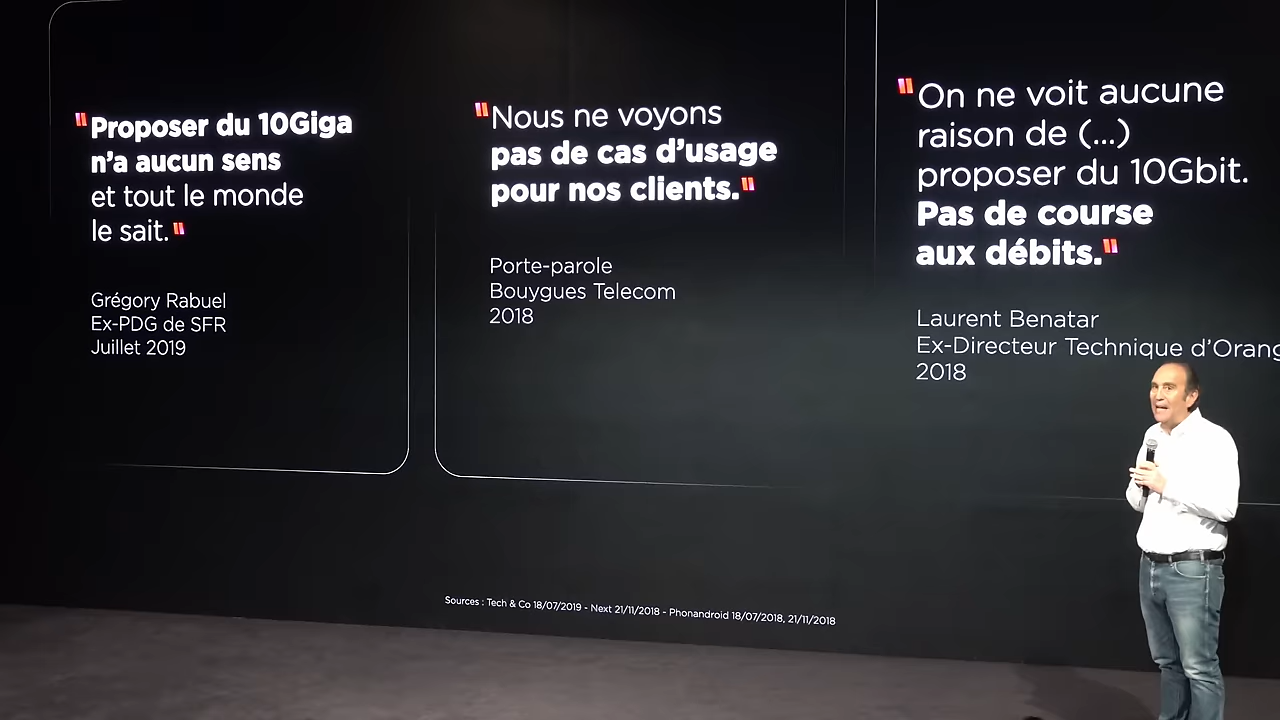 "Proposer du 10Giga
n'a aucun sens
et tout le monde
le sait."
Grégory Rabuel
Ex-PDG de SFR
Juillet 2019
"Nous ne voyons
pas de cas d'usage
pour nos clients."
Porte-parole
Bouygues Telecom
2018
"On ne voit aucune
raison de (...)
proposer du 10Gbit.
Pas de course
aux débits."
Laurent Benatar
Ex-Directeur Technique d'Orang
2018
Sources : Tech & Co 18/07/2019 - Next 21/11/2018 - Phonandroid 18/07/2018, 21/11/2018